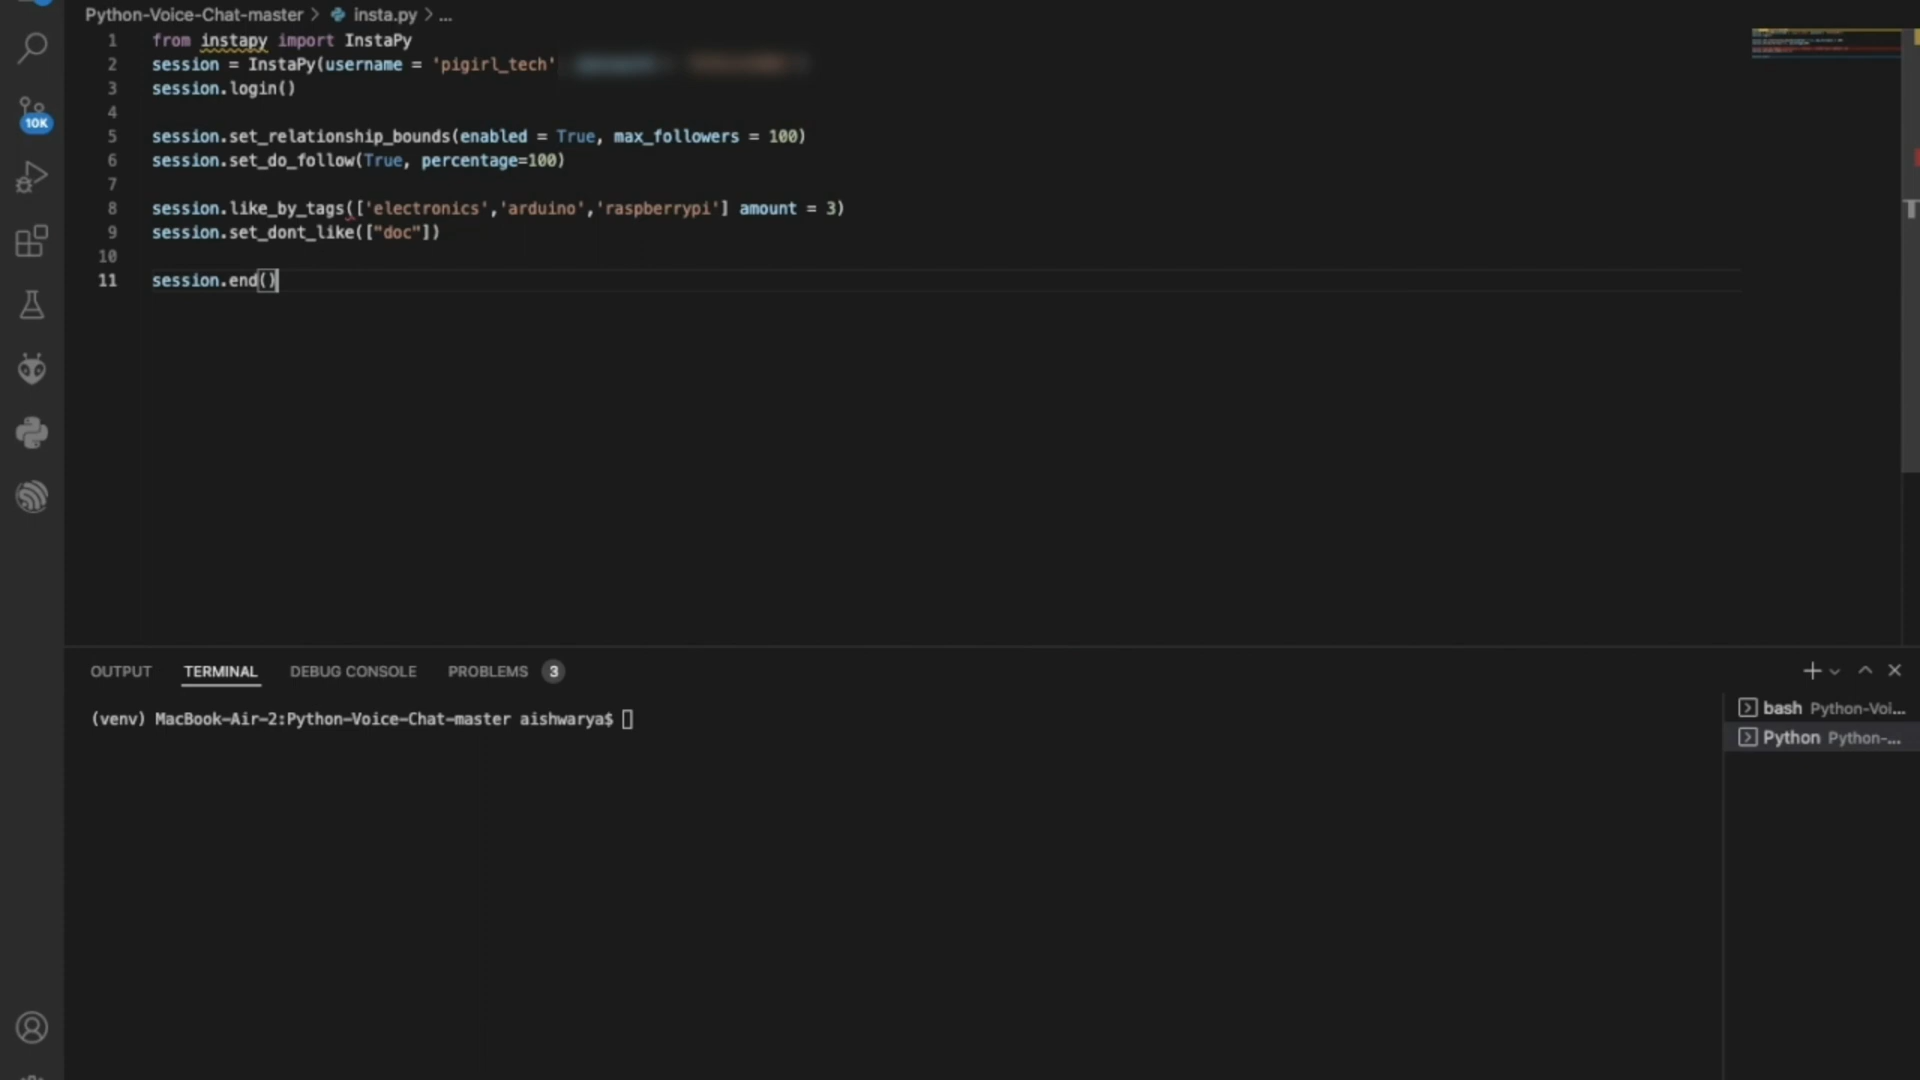 Python-Voice-Chat-master > insta.py > ...
1 from instapy import InstaPy
2 session = InstaPy(username = 'pigirl_tech'
3 session.login()
4
5 session.set_relationship_bounds(enabled = True, max_followers = 100)
6 session.set_do_follow(True, percentage=100)
7
8 session.like_by_tags(['electronics','arduino','raspberrypi'] amount = 3)
9 session.set_dont_like(["doc"])
10
11 session.end()
10K
OUTPUT TERMINAL DEBUG CONSOLE PROBLEMS 3
(venv) MacBook-Air-2:Python-Voice-Chat-master aishwarya$
bash Python-Voi...
Python Python-...